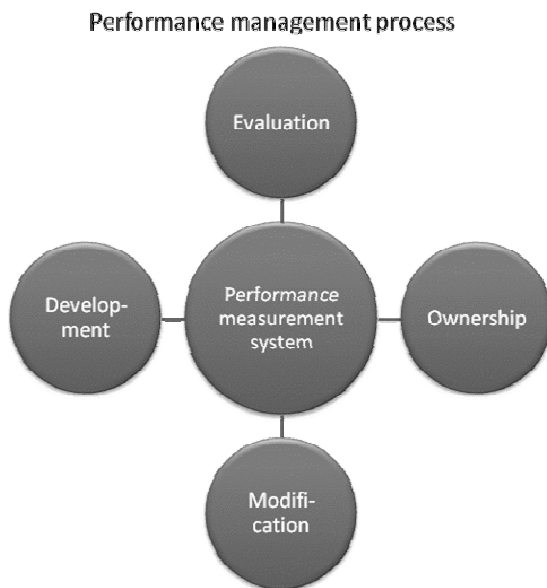 Performance management process
Evaluation
Develop-
ment
Performance
measurement
system
Ownership
Modifi-
cation